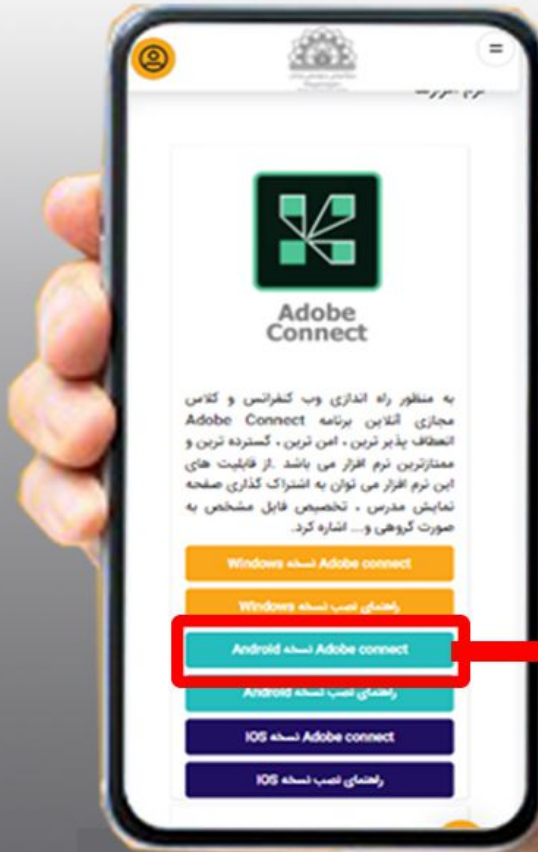 Adobe
Connect
به منظور راه اندازی وب کنفرانس و کلاس
مجازی آنلاین برنامه Adobe Connect
انعطاف پذیر ترین ، امن ترین ، گسترده ترین و
ممتازترین نرم افزار می باشد .از قابلیت های
این نرم افزار می توان به اشتراک گذاری صفحه
نمایش مدرس ، تخصیص فایل مشخص به
صورت گروهی و.... اشاره کرد.
Adobe connect نسخه Windows
راهنمای نصب نسخه Windows
Adobe connect نسخه Android
راهنمای نصب نسخه Android
Adobe connect نسخه IOS
راهنمای نصب نسخه IOS